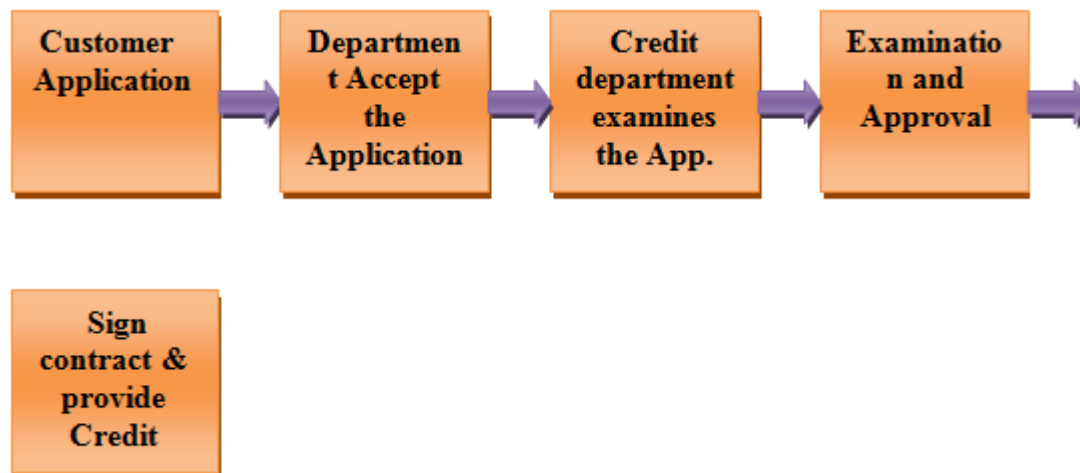 Customer
Application
Departmen
t Accept
the
Application
Credit
department
examines
the App.
Examinatio
n and
Approval
Sign
contract &
provide
Credit